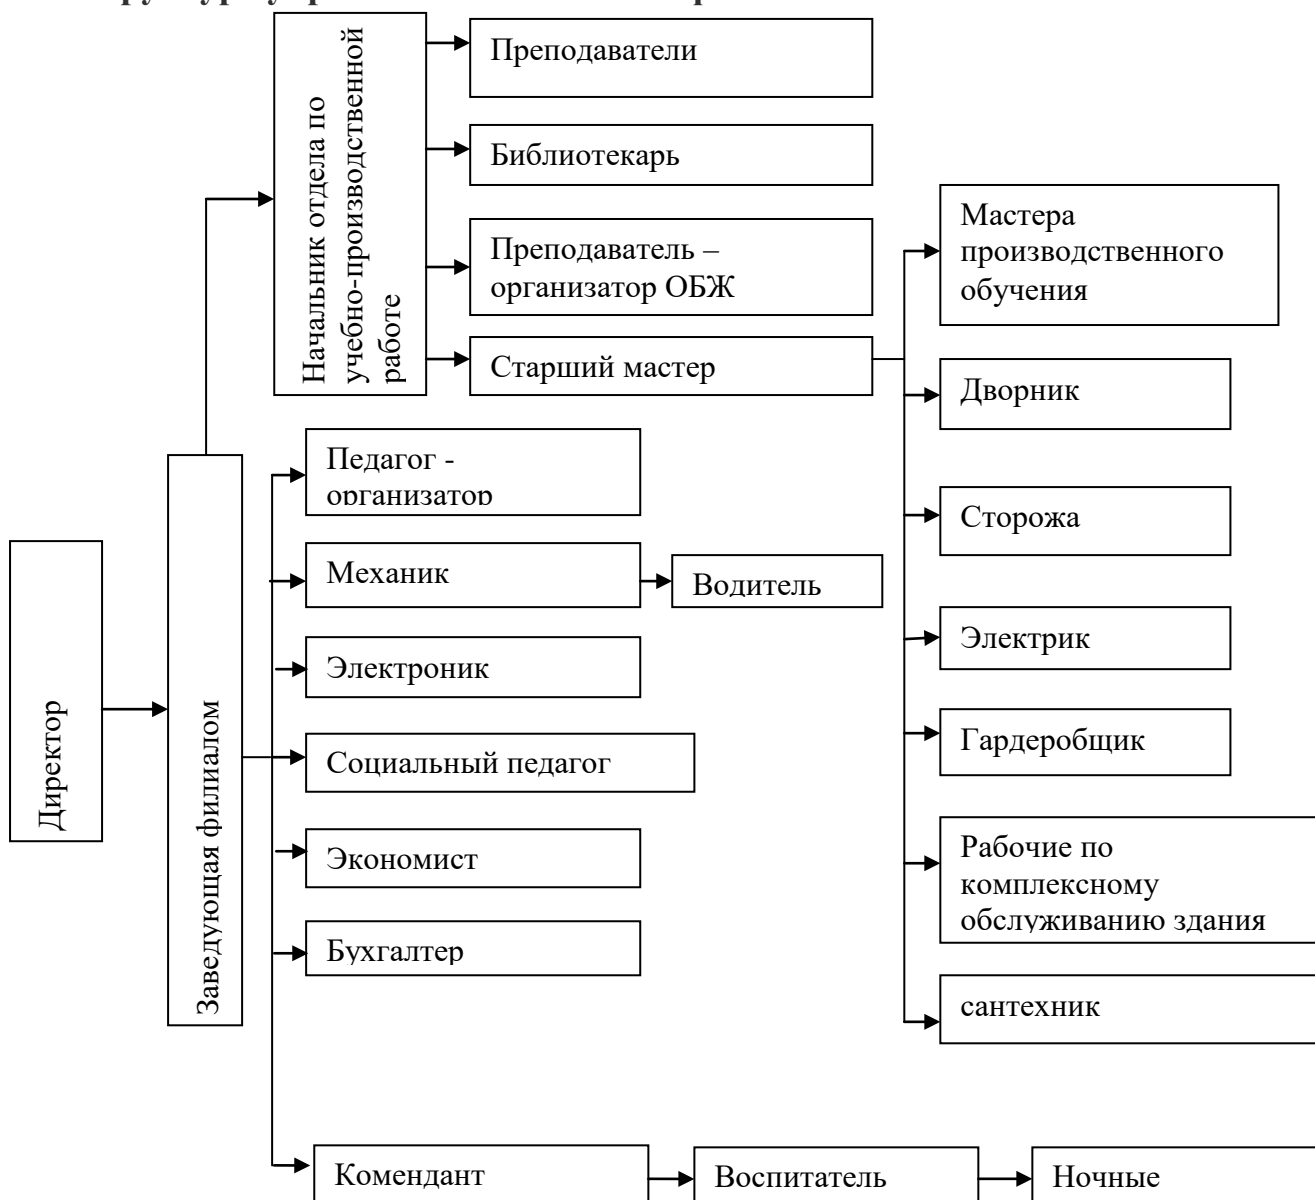 Преподаватели
Начальник отдела по
учебно-производственной
работе
Библиотекарь
Преподаватель –
организатор ОБЖ
Старший мастер
Мастера
производственного
обучения
Дворник
Сторожа
Электрик
Гардеробщик
Рабочие по
комплексному
обслуживанию здания
сантехник
Педагог -
организатор
Механик
Водитель
Электроник
Социальный педагог
Экономист
Бухгалтер
Директор
Заведующая филиалом
Комендант
Воспитатель
Ночные